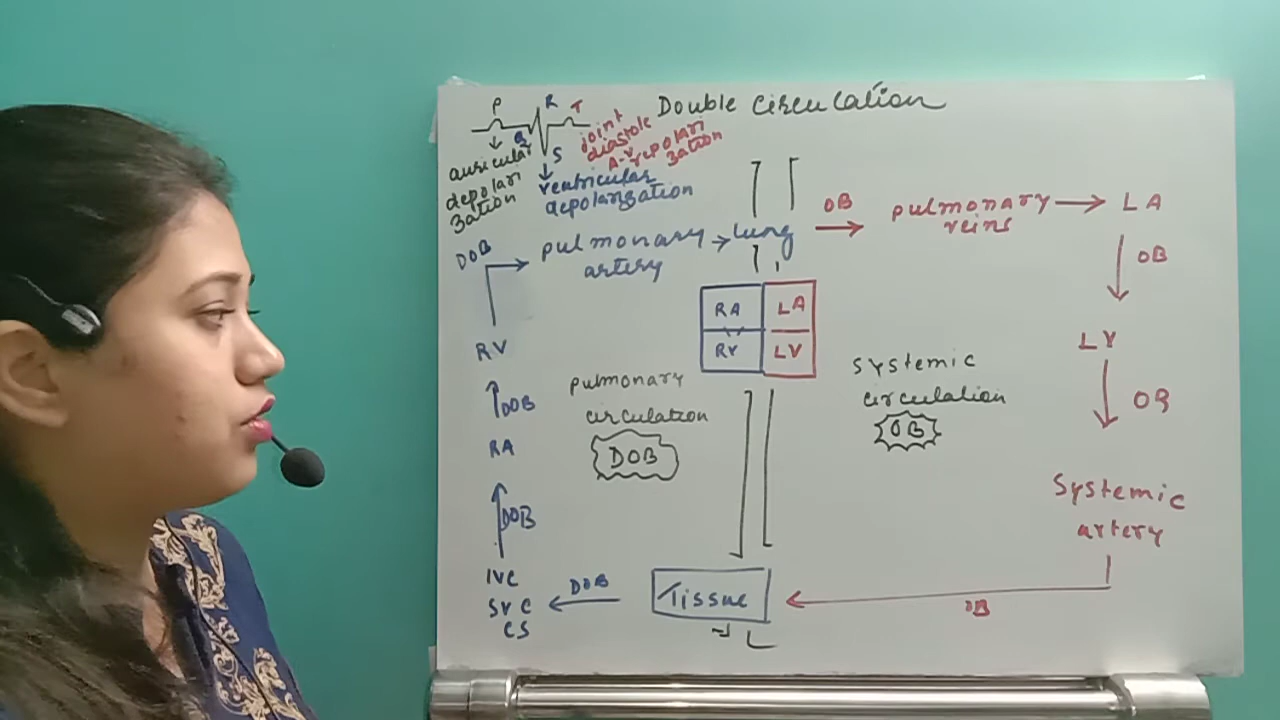 Double Circulation
P
R
T
Q
S
auricular
depolari
zation
ventricular
depolarization
joint
diastole
A-V repolari
zation
DOB
pulmonary
artery
lung
OB
pulmonary
veins
LA
OB
LV
OB
Systemic
artery
OB
Tissue
DOB
IVC
SVC
CS
DOB
RA
DOB
RV
RA
LA
RV
LV
pulmonary
circulation
DOB
systemic
circulation
OB